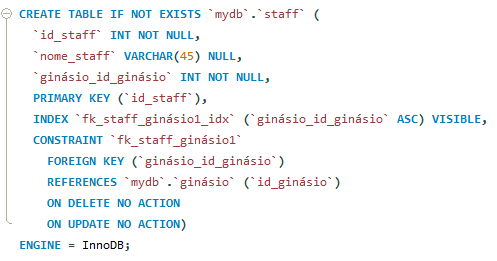 CREATE TABLE IF NOT EXISTS `mydb`.`staff` (
`id_staff` INT NOT NULL,
`nome_staff` VARCHAR(45) NULL,
`ginásio_id_ginásio` INT NOT NULL,
PRIMARY KEY (`id_staff`),
INDEX `fk_staff_ginásio1_idx` (`ginásio_id_ginásio` ASC) VISIBLE,
CONSTRAINT `fk_staff_ginásio1`
FOREIGN KEY (`ginásio_id_ginásio`)
REFERENCES `mydb`.`ginásio` (`id_ginásio`)
ON DELETE NO ACTION
ON UPDATE NO ACTION)
ENGINE = InnoDB;